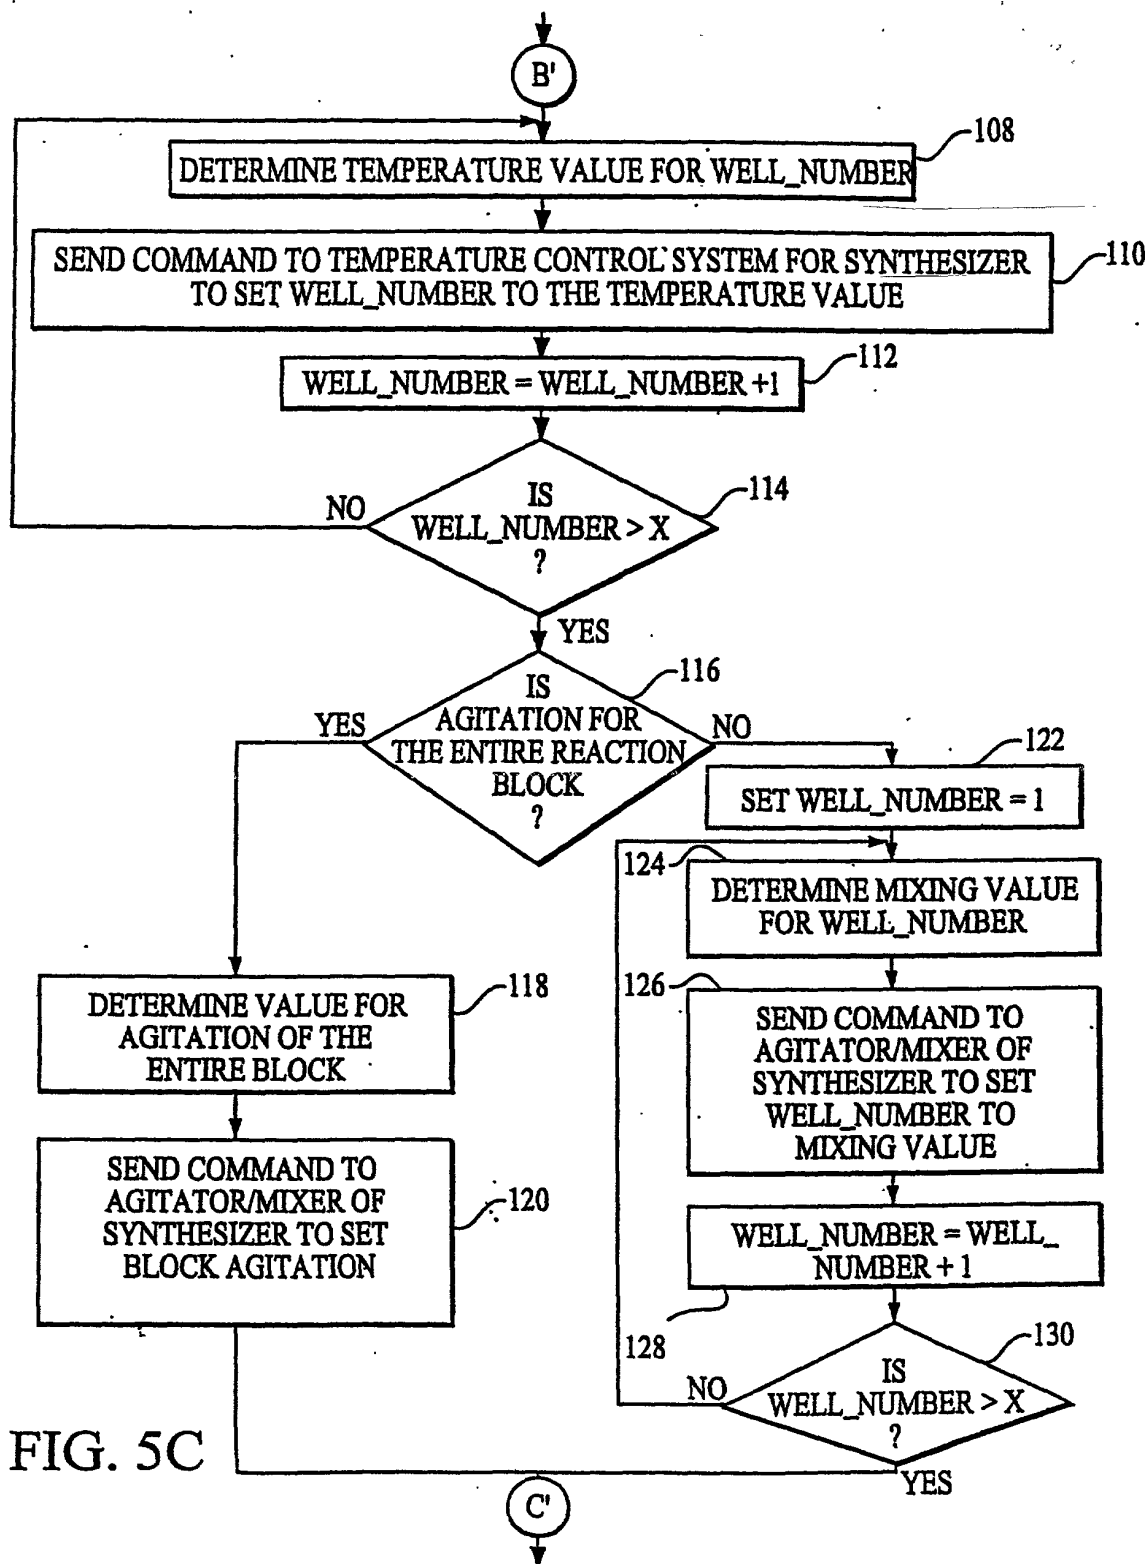 B'
108
DETERMINE TEMPERATURE VALUE FOR WELL_NUMBER
SEND COMMAND TO TEMPERATURE CONTROL SYSTEM FOR SYNTHESIZER
TO SET WELL_NUMBER TO THE TEMPERATURE VALUE
110
112
WELL_NUMBER = WELL_NUMBER +1
114
NO
IS
WELL_NUMBER > X
?
YES
116
IS
AGITATION FOR
THE ENTIRE REACTION
BLOCK
?
YES
NO
122
SET WELL_NUMBER = 1
124
DETERMINE MIXING VALUE
FOR WELL_NUMBER
118
DETERMINE VALUE FOR
AGITATION OF THE
ENTIRE BLOCK
126
SEND COMMAND TO
AGITATOR/MIXER OF
SYNTHESIZER TO SET
WELL_NUMBER TO
MIXING VALUE
SEND COMMAND TO
AGITATOR/MIXER OF
SYNTHESIZER TO SET
BLOCK AGITATION
120
WELL_NUMBER = WELL_
NUMBER + 1
128
130
NO
IS
WELL_NUMBER > X
?
YES
FIG. 5C
C'